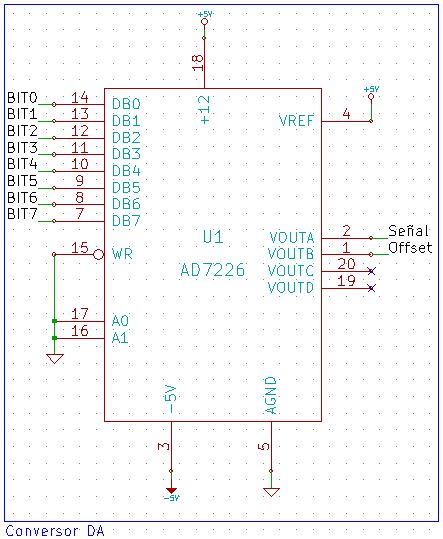 +5V
18
+12
+5V
BIT0 14 DB0
BIT1 13 DB1
VREF 4
BIT2 12 DB2
BIT3 11 DB3
BIT4 10 DB4
BIT5 9 DB5
BIT6 8 DB6
BIT7 7 DB7
U1
VOUTA 2 Señal
15 WR
VOUTB 1 Offset
AD7226
VOUTC 20
VOUTD 19
17 A0
16 A1
-5V
AGND
3
5
-5V
Conversor DA